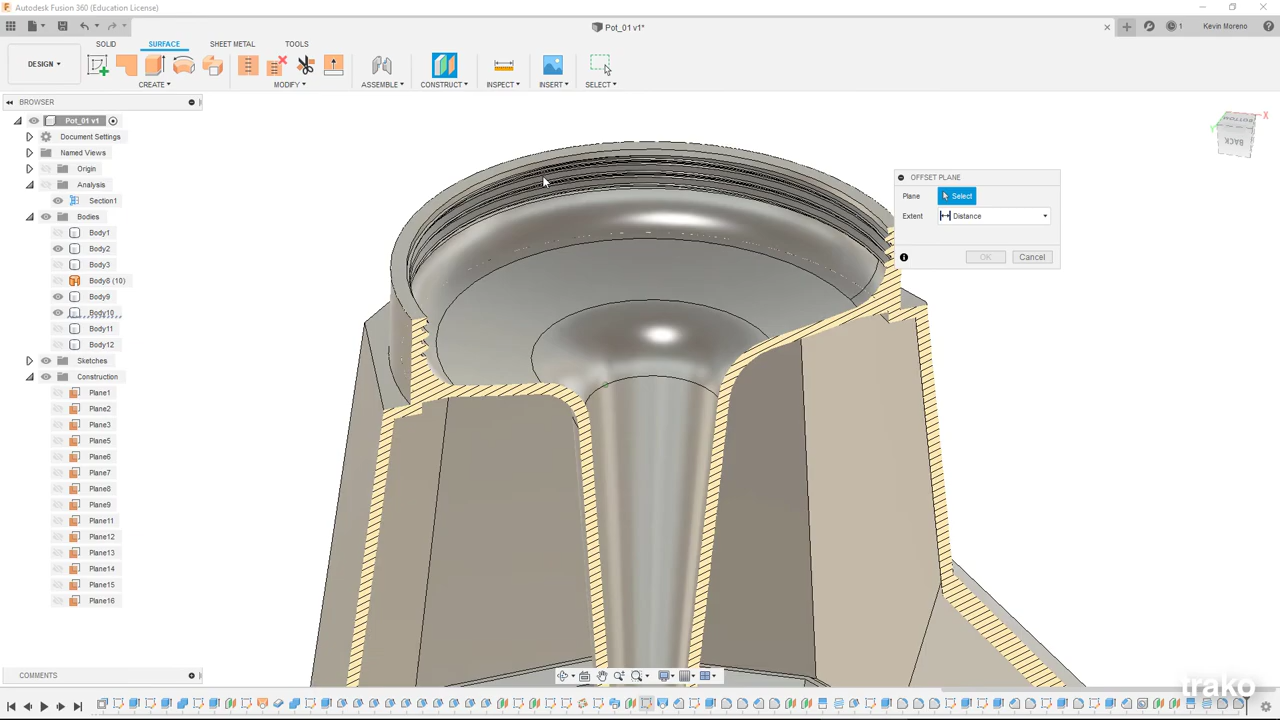 Autodesk Fusion 360 (Education License)
Pot_01 v1*
1
Kevin Moreno
SOLID SURFACE SHEET METAL TOOLS
DESIGN
CREATE MODIFY ASSEMBLE CONSTRUCT INSPECT INSERT SELECT
BROWSER
Pot_01 v1
Document Settings
Named Views
Origin
Analysis
Section1
Bodies
Body1
Body2
Body3
Body8 (10)
Body9
Body10
Body11
Body12
Sketches
Construction
Plane1
Plane2
Plane3
Plane5
Plane6
Plane7
Plane8
Plane9
Plane11
Plane12
Plane13
Plane14
Plane15
Plane16
BOTTOM
BACK
X
Y
OFFSET PLANE
Plane Select
Extent Distance
OK Cancel
COMMENTS
trako